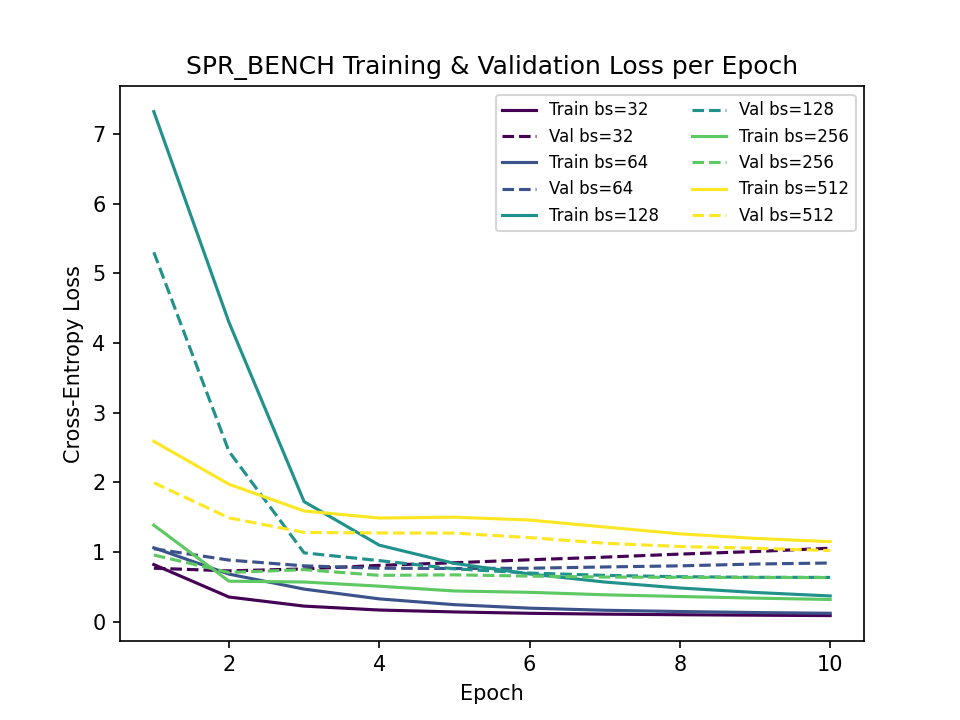 SPR_BENCH Training & Validation Loss per Epoch
Train bs=32
Val bs=32
Train bs=64
Val bs=64
Train bs=128
Val bs=128
Train bs=256
Val bs=256
Train bs=512
Val bs=512
Cross-Entropy Loss
7
6
5
4
3
2
1
0
2 4 6 8 10
Epoch